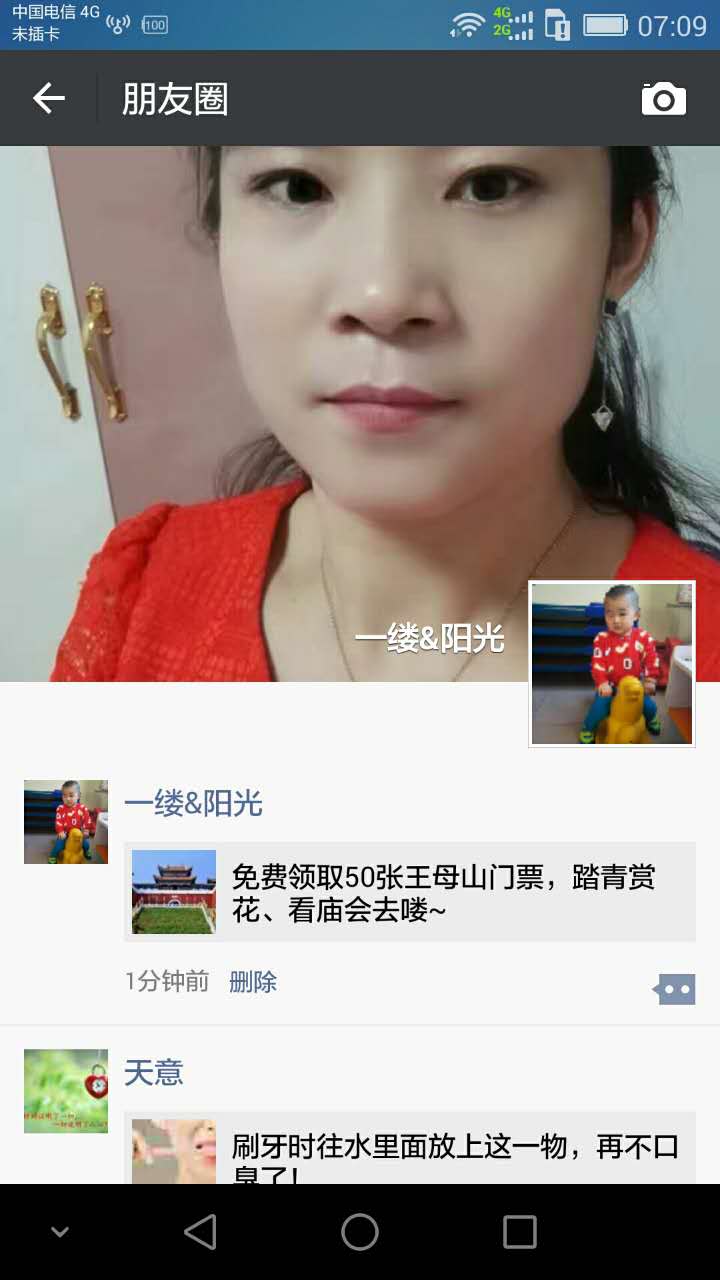 中国电信 4G
未插卡
100
4G
2G
07:09
朋友圈
一缕&阳光
一缕&阳光
免费领取50张王母山门票，踏青赏
花、看庙会去喽~
1分钟前 删除
天意
刷牙时往水里面放上这一物，再不口
臭了!